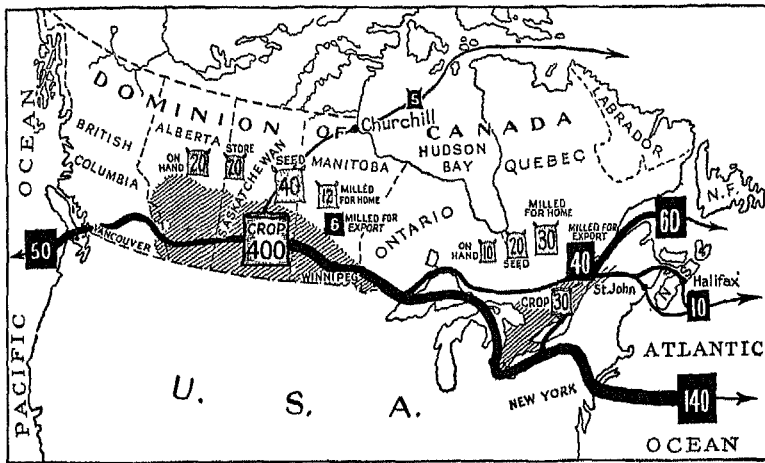 DOMINION OF CANADA
5
Churchill
LABRADOR
BRITISH
COLUMBIA
ALBERTA
ON
HAND
20
STORE
20
SASKATCHEWAN
SEED
40
MANITOBA
12
MILLED
FOR HOME
6
MILLED FOR
EXPORT
HUDSON
BAY
QUEBEC
N.F.
ONTARIO
ON
HAND
10
20
SEED
MILLED
FOR HOME
30
MILLED FOR
EXPORT
40
60
OCEAN
PACIFIC
50
VANCOUVER
CROP
400
WINNIPEG
CROP
30
St.John
N.S.
Halifax
10
ATLANTIC
OCEAN
U. S. A.
NEW YORK
140